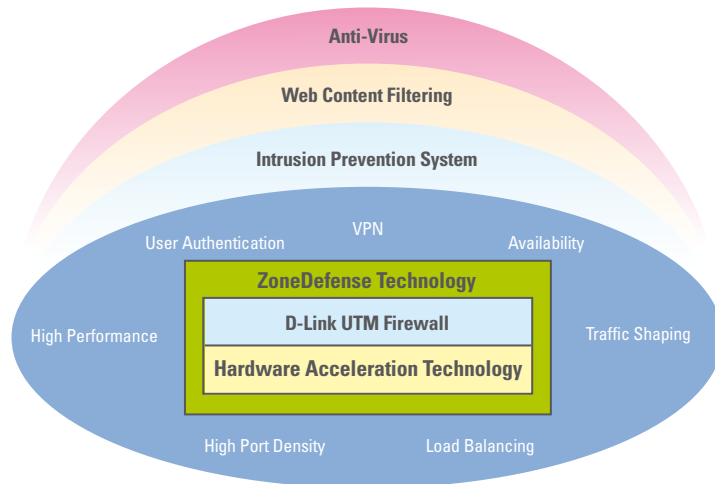 Anti-Virus
Web Content Filtering
Intrusion Prevention System
VPN
User Authentication
Availability
ZoneDefense Technology
D-Link UTM Firewall
High Performance
Traffic Shaping
Hardware Acceleration Technology
High Port Density
Load Balancing